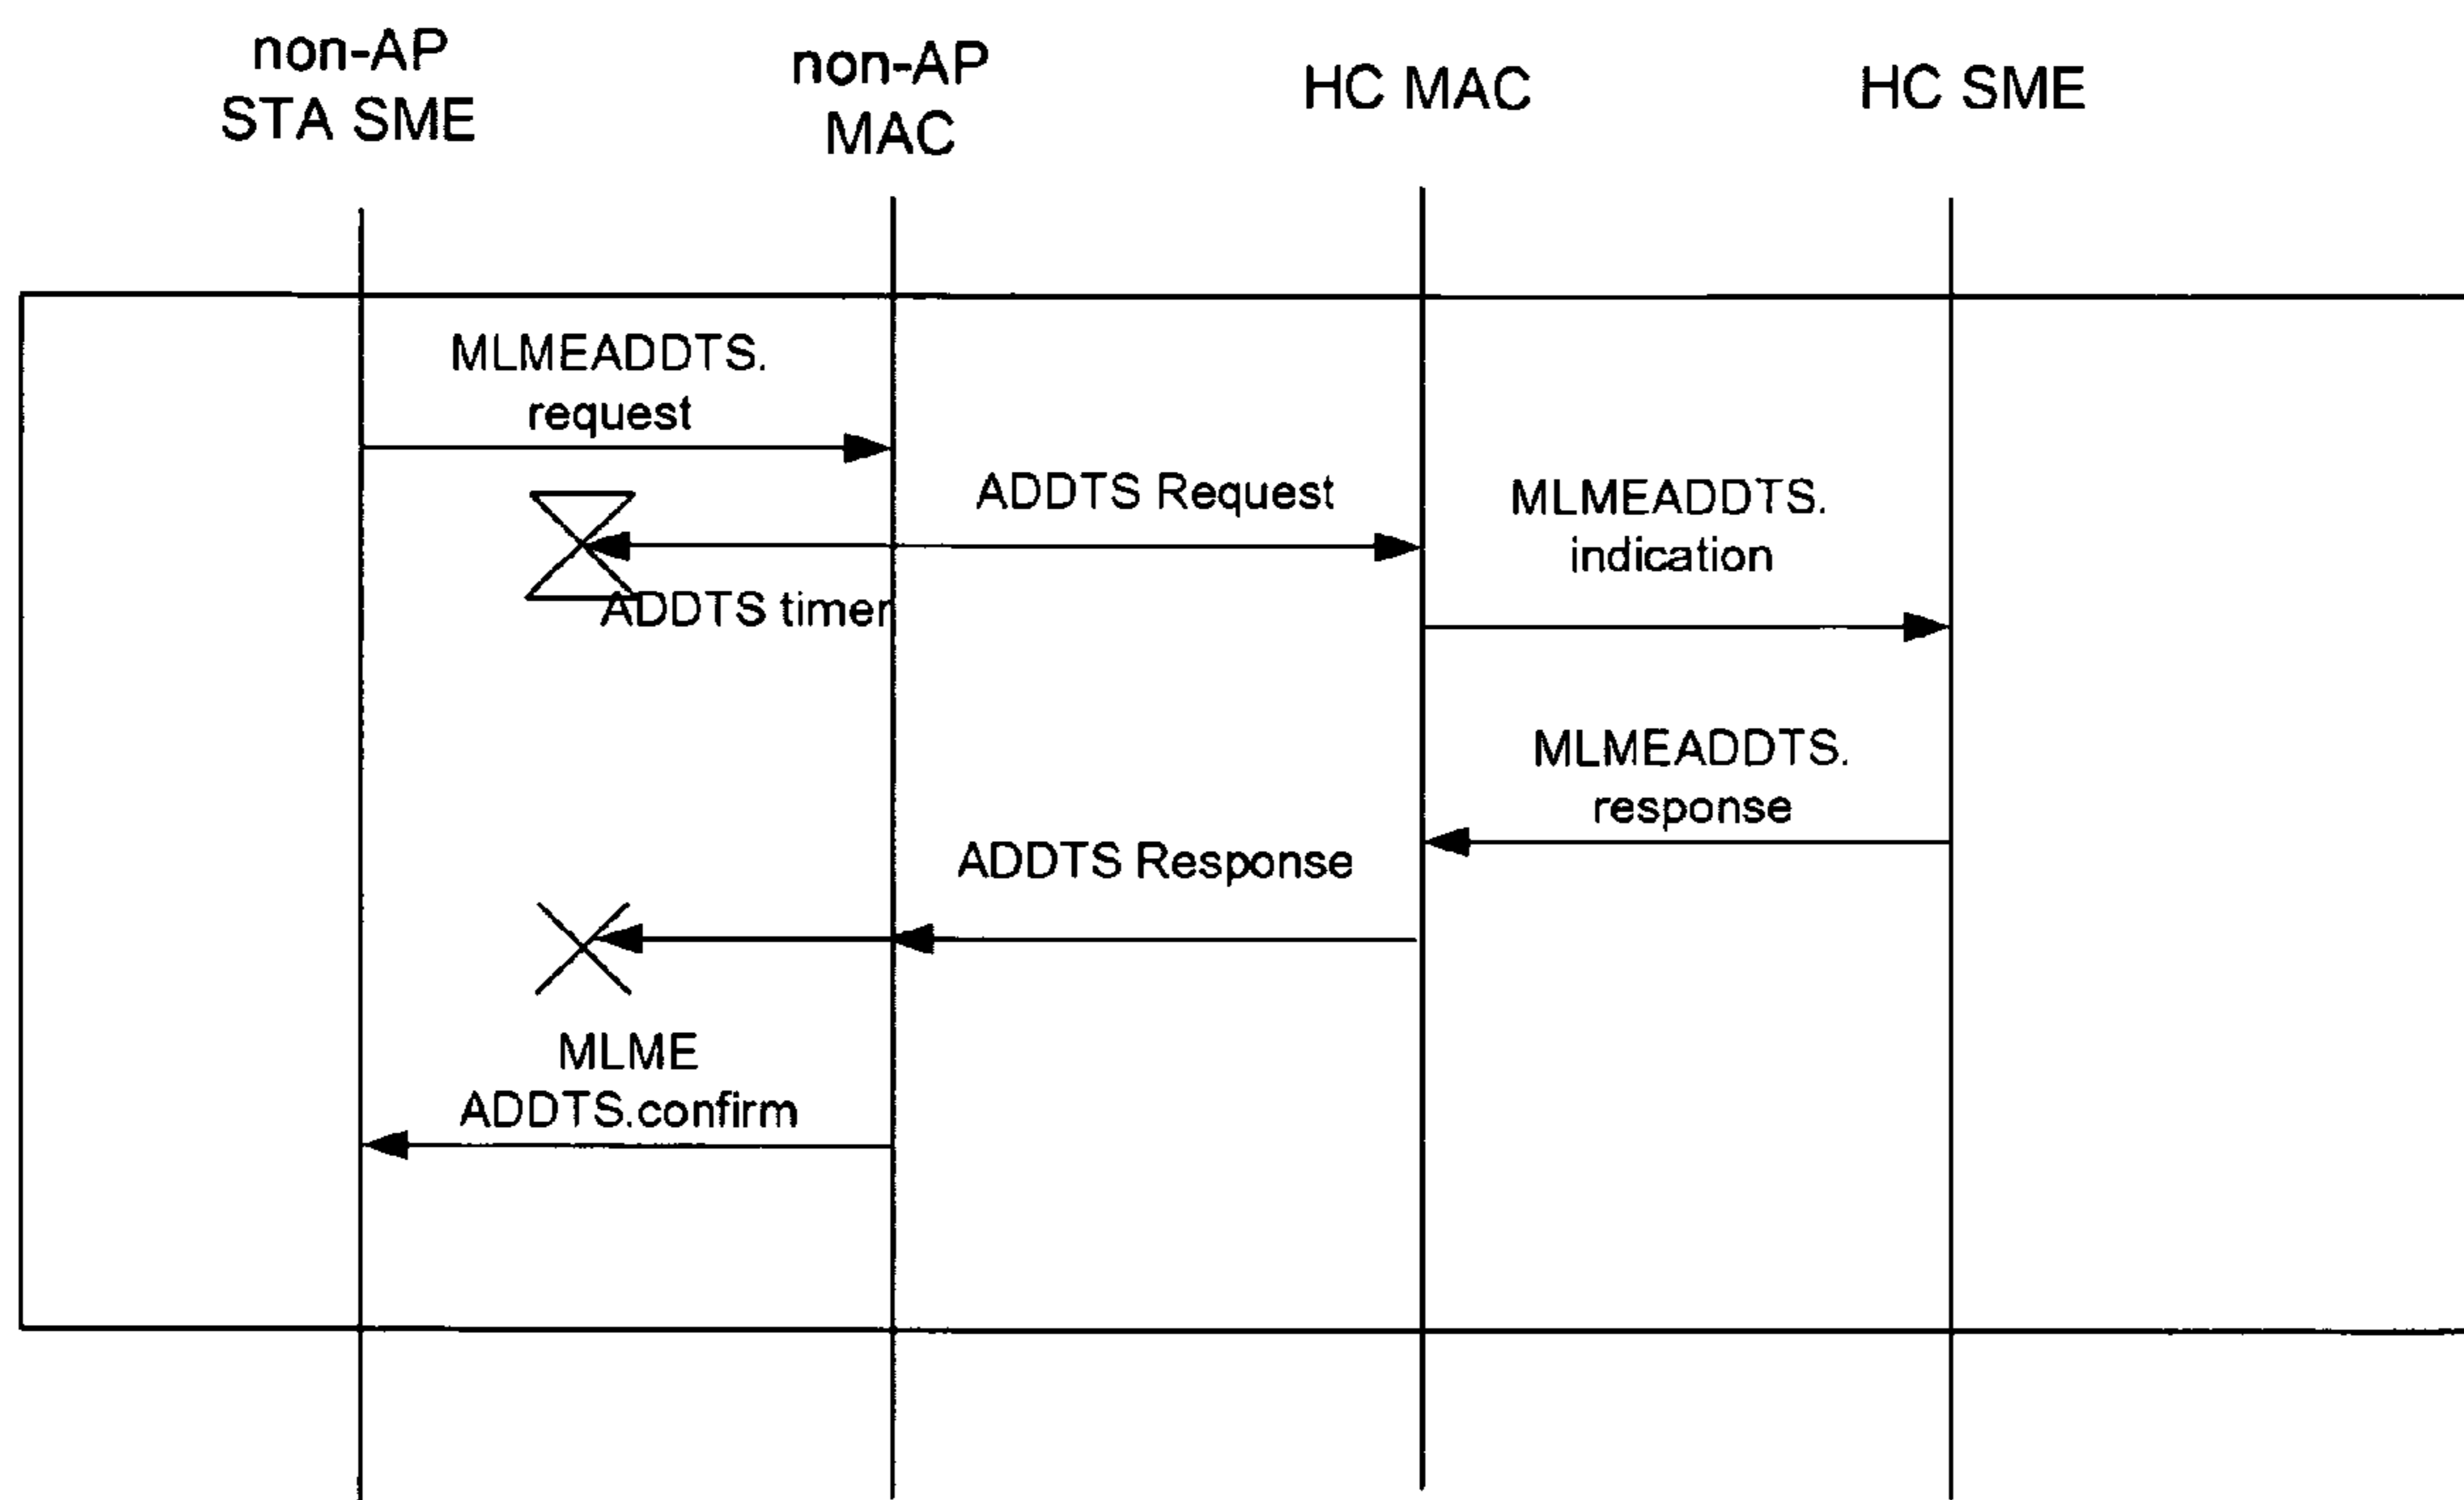 non-AP
STA SME
non-AP
MAC
HC MAC
HC SME
MLMEADDTS.
request
ADDTS Request
MLMEADDTS.
indication
ADDTS timer
MLMEADDTS.
response
ADDTS Response
MLME
ADDTS.confirm